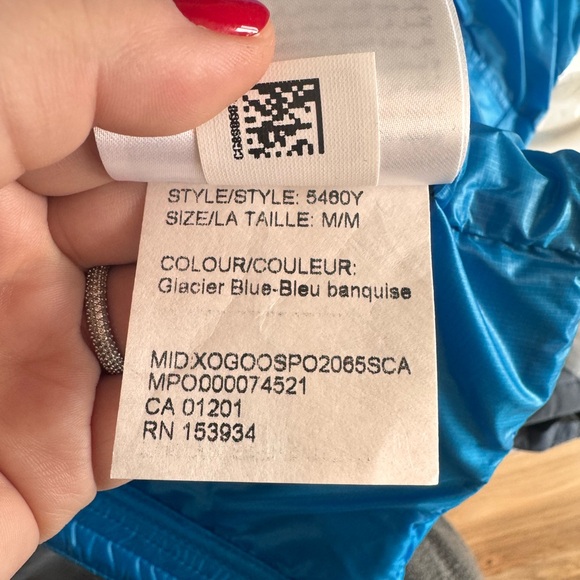 STYLE/STYLE: 5460Y
SIZE/LA TAILLE: M/M
COLOUR/COULEUR:
Glacier Blue-Bleu banquise
MID:XOGOOSPO2065SCA
MPO:000074521
CA 01201
RN 153934